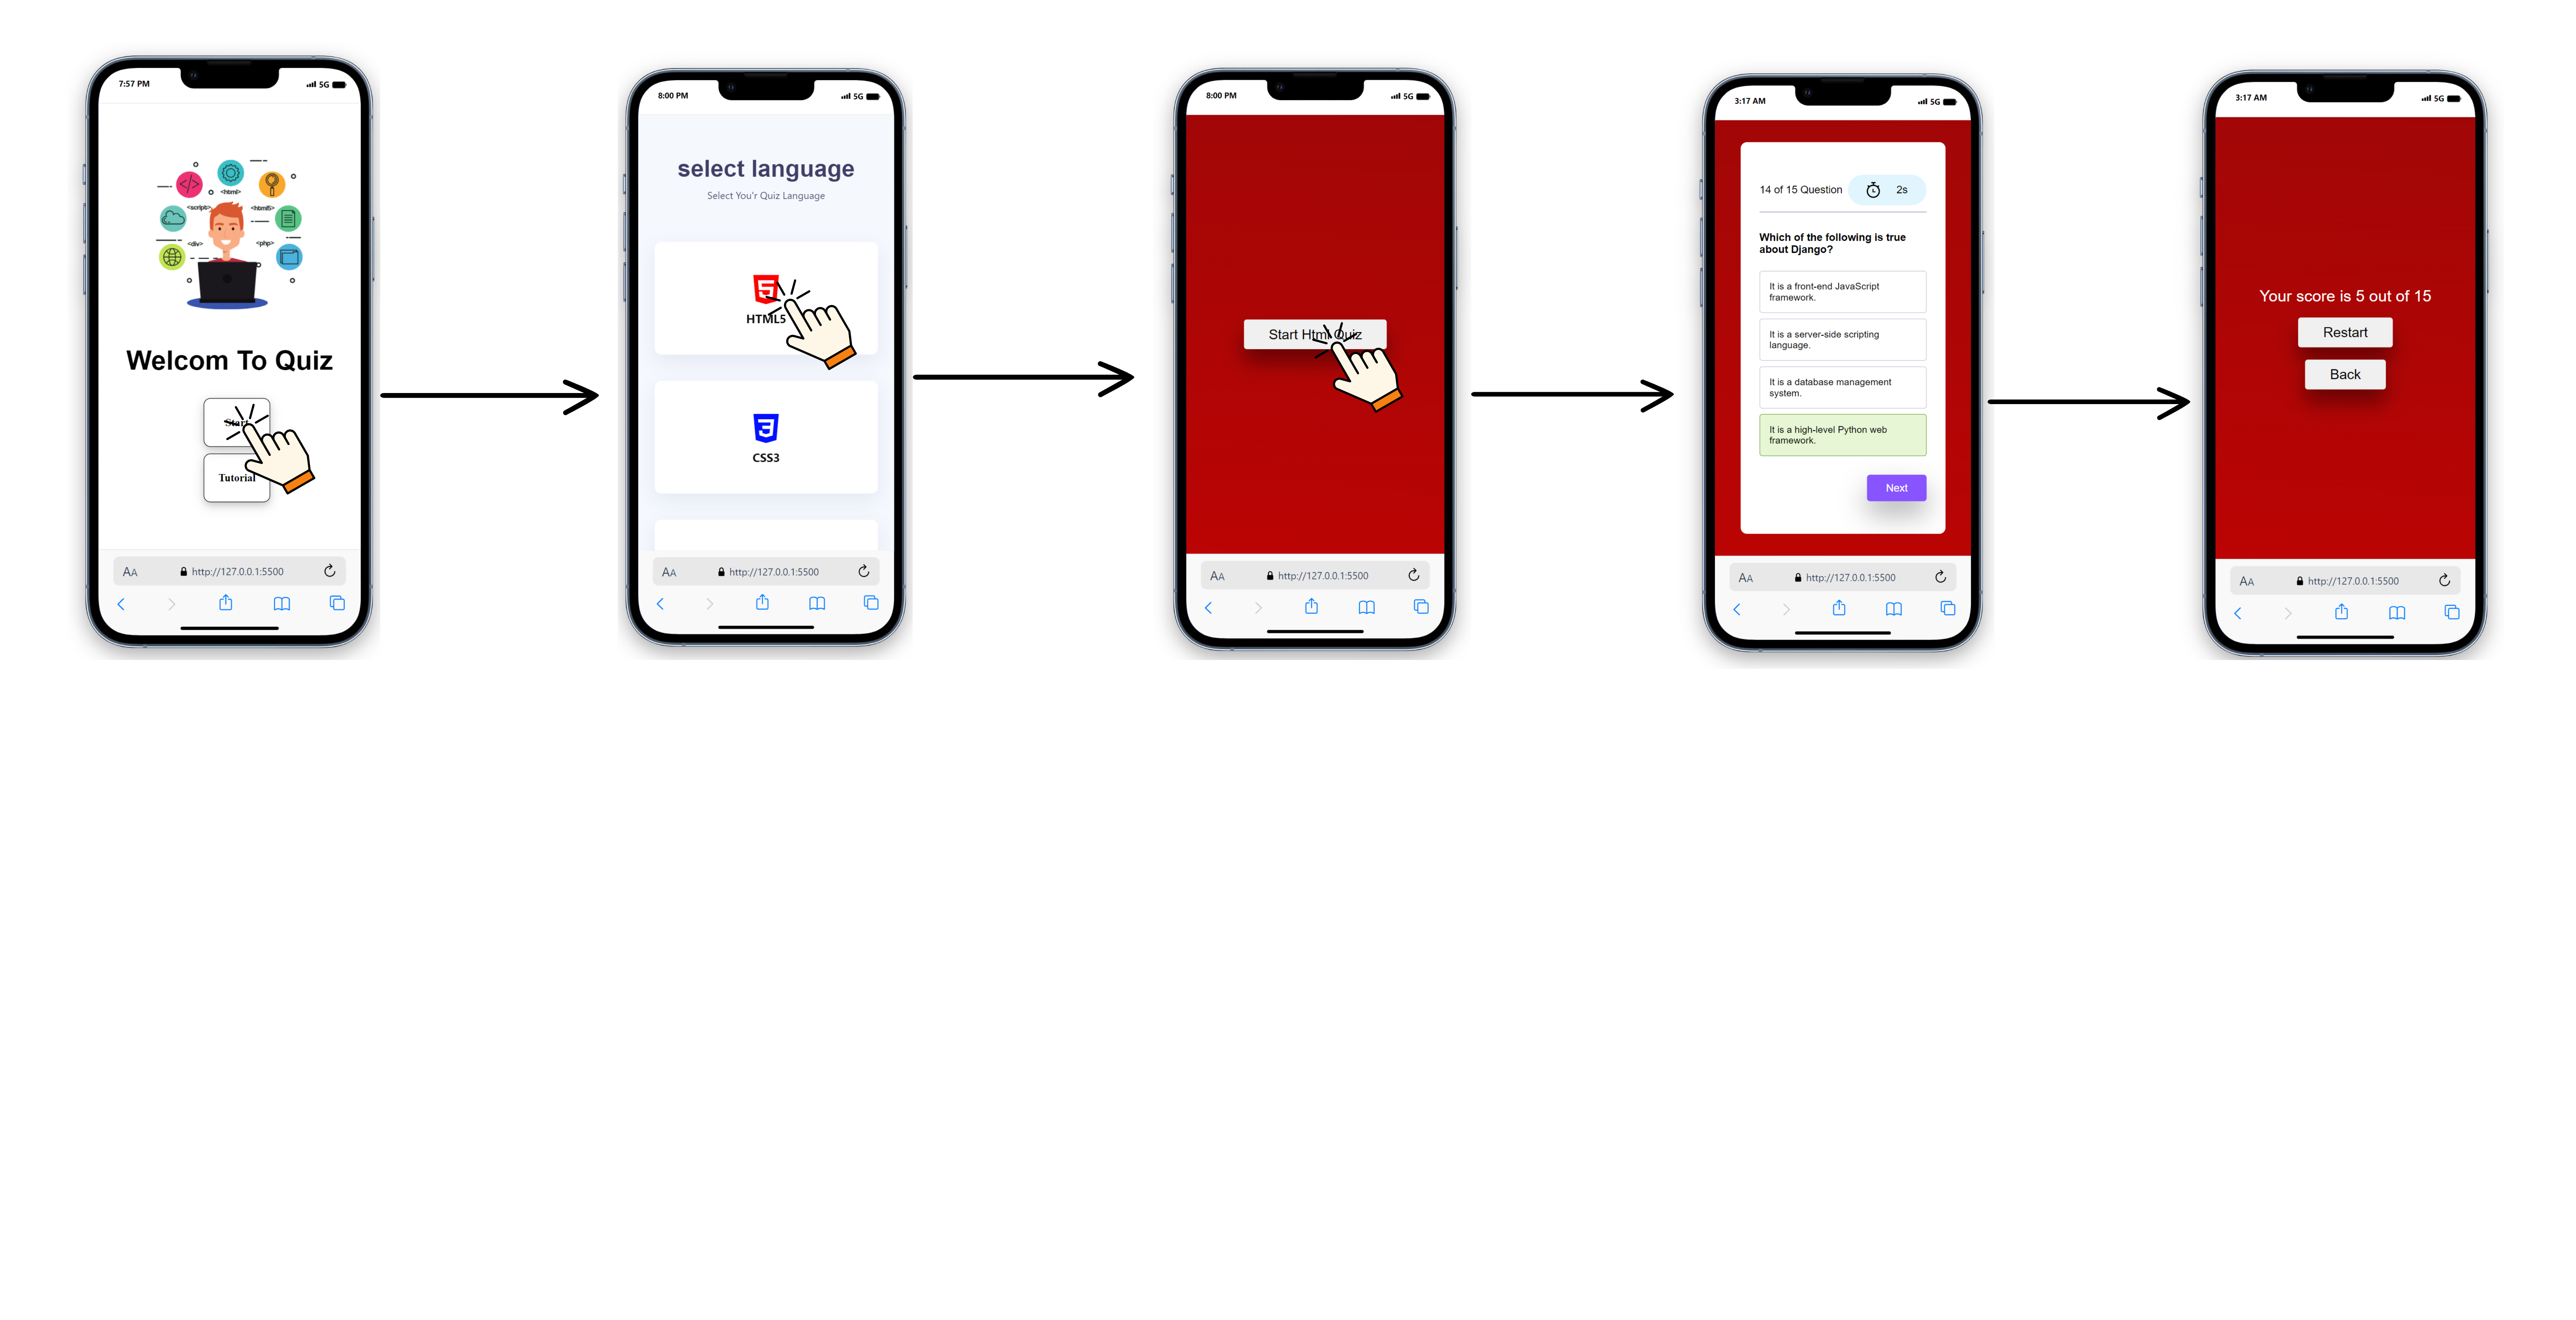 7:57 PM
5G
</>
<html>
<script>
<html5>
<div>
<php>
Welcom To Quiz
Start
Tutorial
AA
http://127.0.0.1:5500
8:00 PM
5G
select language
Select You'r Quiz Language
HTML5
CSS3
AA
http://127.0.0.1:5500
8:00 PM
5G
Start Html Quiz
AA
http://127.0.0.1:5500
3:17 AM
5G
14 of 15 Question
2s
Which of the following is true
about Django?
It is a front-end JavaScript
framework.
It is a server-side scripting
language.
It is a database management
system.
It is a high-level Python web
framework.
Next
AA
http://127.0.0.1:5500
3:17 AM
5G
Your score is 5 out of 15
Restart
Back
AA
http://127.0.0.1:5500